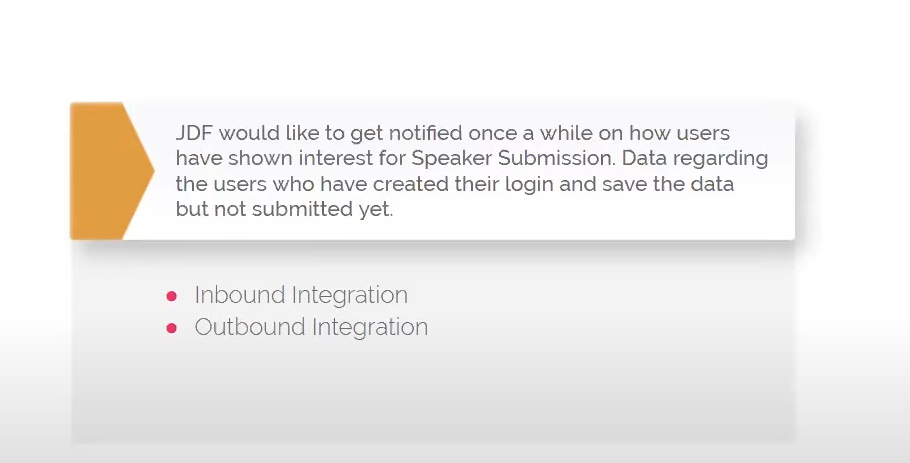 JDF would like to get notified once a while on how users
have shown interest for Speaker Submission. Data regarding
the users who have created their login and save the data
but not submitted yet.
Inbound Integration
Outbound Integration